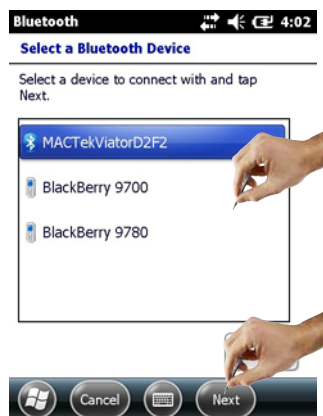 Bluetooth 4:02
Select a Bluetooth Device
Select a device to connect with and tap
Next.
MACTekViatorD2F2
BlackBerry 9700
BlackBerry 9780
Cancel Next